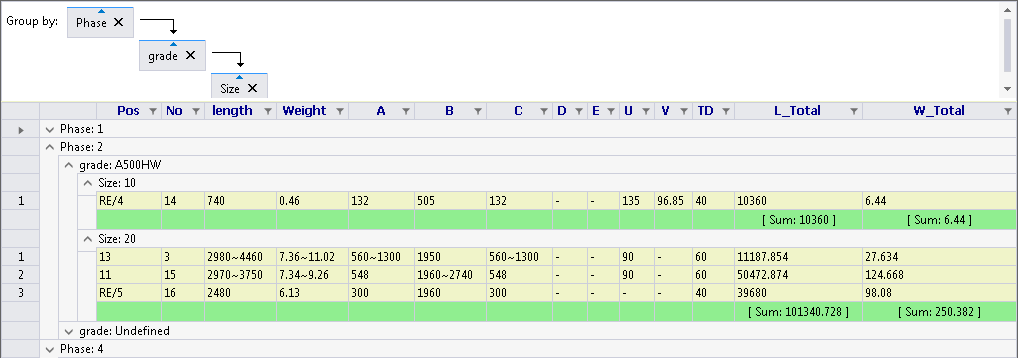 Group by: Phase
grade
Size
Pos No length Weight A B C D E U V TD L_Total W_Total
Phase: 1
Phase: 2
grade: A500HW
Size: 10
1 RE/4 14 740 0.46 132 505 132 - - 135 96.85 40 10360 6.44
[ Sum: 10360 ] [ Sum: 6.44 ]
Size: 20
1 13 3 2980~4460 7.36~11.02 560~1300 1950 560~1300 - - 90 - 60 11187.854 27.634
2 11 15 2970~3750 7.34~9.26 548 1960~2740 548 - - 90 - 60 50472.874 124.668
3 RE/5 16 2480 6.13 300 1960 300 - - - - 40 39680 98.08
[ Sum: 101340.728 ] [ Sum: 250.382 ]
grade: Undefined
Phase: 4